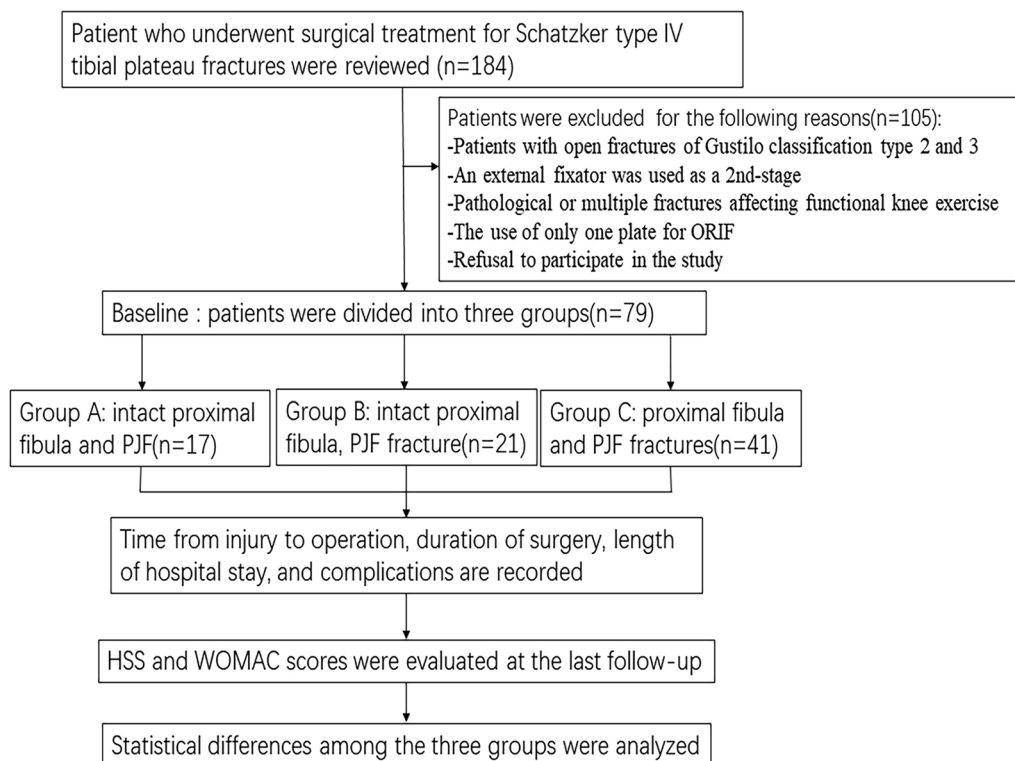 Patient who underwent surgical treatment for Schatzker type IV
tibial plateau fractures were reviewed (n=184)
Patients were excluded for the following reasons(n=105):
-Patients with open fractures of Gustilo classification type 2 and 3
-An external fixator was used as a 2nd-stage
-Pathological or multiple fractures affecting functional knee exercise
-The use of only one plate for ORIF
-Refusal to participate in the study
Baseline : patients were divided into three groups(n=79)
Group A: intact proximal
fibula and PJF(n=17)
Group B: intact proximal
fibula, PJF fracture(n=21)
Group C: proximal fibula
and PJF fractures(n=41)
Time from injury to operation, duration of surgery, length
of hospital stay, and complications are recorded
HSS and WOMAC scores were evaluated at the last follow-up
Statistical differences among the three groups were analyzed